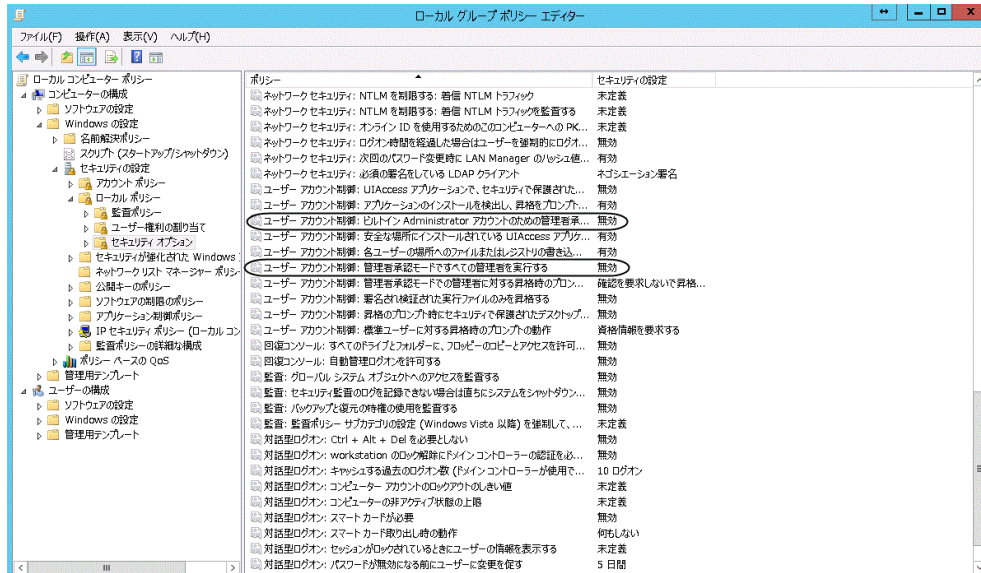 ローカル グループ ポリシー エディター
ファイル(F) 操作(A) 表示(V) ヘルプ(H)
ローカル コンピューター ポリシー
コンピューターの構成
ソフトウェアの設定
Windows の設定
名前解決ポリシー
スクリプト (スタートアップ/シャットダウン)
セキュリティの設定
アカウント ポリシー
ローカル ポリシー
監査ポリシー
ユーザー権利の割り当て
セキュリティ オプション
セキュリティが強化された Windows
ネットワーク リスト マネージャー ポリシ
公開キーのポリシー
ソフトウェアの制限のポリシー
アプリケーション制御ポリシー
IP セキュリティ ポリシー (ローカル コン
監査ポリシーの詳細な構成
ポリシー ベースの QoS
管理用テンプレート
ユーザーの構成
ソフトウェアの設定
Windows の設定
管理用テンプレート
ポリシー セキュリティの設定
ネットワーク セキュリティ: NTLM を制限する: 着信 NTLM トラフィック 未定義
ネットワーク セキュリティ: NTLM を制限する: 着信 NTLM トラフィックを監査する 未定義
ネットワーク セキュリティ: オンライン ID を使用するためのこのコンピューターへの PK... 未定義
ネットワーク セキュリティ: ログオン時間を経過した場合はユーザーを強制的にログオ... 無効
ネットワーク セキュリティ: 次回のパスワード変更時に LAN Manager のハッシュ値... 有効
ネットワーク セキュリティ: 必須の署名をしている LDAP クライアント ネゴシエーション署名
ユーザー アカウント制御: UIAccess アプリケーションで、セキュリティで保護された... 無効
ユーザー アカウント制御: アプリケーションのインストールを検出し、昇格をプロンプト... 有効
ユーザー アカウント制御: ビルトイン Administrator アカウントのための管理者承... 無効
ユーザー アカウント制御: 安全な場所にインストールされている UIAccess アプリケ... 有効
ユーザー アカウント制御: 各ユーザーの場所へのファイルまたはレジストリの書き込... 有効
ユーザー アカウント制御: 管理者承認モードですべての管理者を実行する 無効
ユーザー アカウント制御: 管理者承認モードでの管理者に対する昇格時のプロン... 確認を要求しないで昇格...
ユーザー アカウント制御: 署名され検証された実行ファイルのみを昇格する 無効
ユーザー アカウント制御: 昇格のプロンプト時にセキュリティで保護されたデスクトップ... 無効
ユーザー アカウント制御: 標準ユーザーに対する昇格時のプロンプトの動作 資格情報を要求する
回復コンソール: すべてのドライブとフォルダーに、フロッピーのコピーとアクセスを許可... 無効
回復コンソール: 自動管理ログオンを許可する 無効
監査: グローバル システム オブジェクトへのアクセスを監査する 無効
監査: セキュリティ監査のログを記録できない場合は直ちにシステムをシャットダウン... 無効
監査: バックアップと復元の特権の使用を監査する 無効
監査: 監査ポリシー サブカテゴリの設定 (Windows Vista 以降) を強制して、... 未定義
対話型ログオン: Ctrl + Alt + Del を必要としない 無効
対話型ログオン: workstation のロック解除にドメイン コントローラーの認証を必... 無効
対話型ログオン: キャッシュする過去のログオン数 (ドメイン コントローラーが使用で... 10 ログオン
対話型ログオン: コンピューター アカウントのロックアウトのしきい値 未定義
対話型ログオン: コンピューターの非アクティブ状態の上限 未定義
対話型ログオン: スマート カードが必要 無効
対話型ログオン: スマート カード取り出し時の動作 何もしない
対話型ログオン: セッションがロックされているときにユーザーの情報を表示する 未定義
対話型ログオン: パスワードが無効になる前にユーザーに変更を促す 5 日間